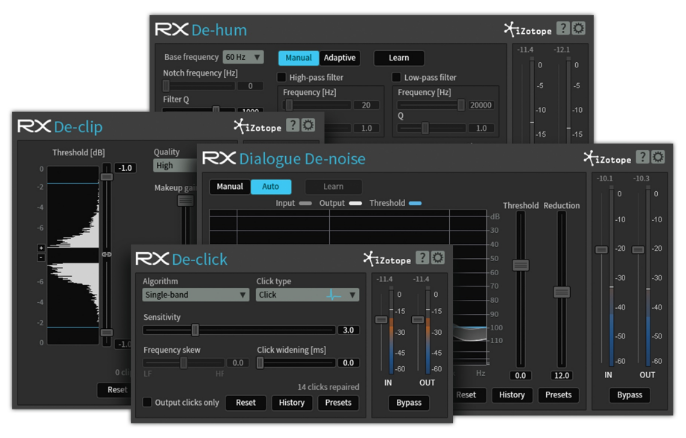 RX De-hum
iZotope ?
Base frequency 60 Hz Manual Adaptive Learn
-11.4 -12.1
Notch frequency [Hz]
0
High-pass filter Low-pass filter
Filter Q
Frequency [Hz] Frequency [Hz]
20 20000
Q
1.0 1.0
0
-5 -5
-10 -10
-15 -15
RX De-clip
iZotope ?
Threshold [dB] Quality
-1.0 High
Makeup gai
0
-2
-4
-6
+
-
-6
-4
-2
0
-1.0
Reset
RX Dialogue De-noise
iZotope ?
Manual Auto Learn
Input Output Threshold
Threshold Reduction
-dB
-30
-40
-50
-60
-70
-80
-90
-100
-110
Hz
0.0 12.0
Reset History Presets
-10.1 -10.3
0 0
-10 -10
-20 -20
-30 -30
-40 -40
-50 -50
-60 -60
IN OUT
Bypass
RX De-click
iZotope ?
Algorithm Click type
Single-band Click
Sensitivity
3.0
Frequency skew Click widening [ms]
0.0 0.0
LF HF
14 clicks repaired
Output clicks only Reset History Presets
-11.4 -11.4
0 0
-15 -15
-30 -30
-45 -45
-60 -60
IN OUT
Bypass